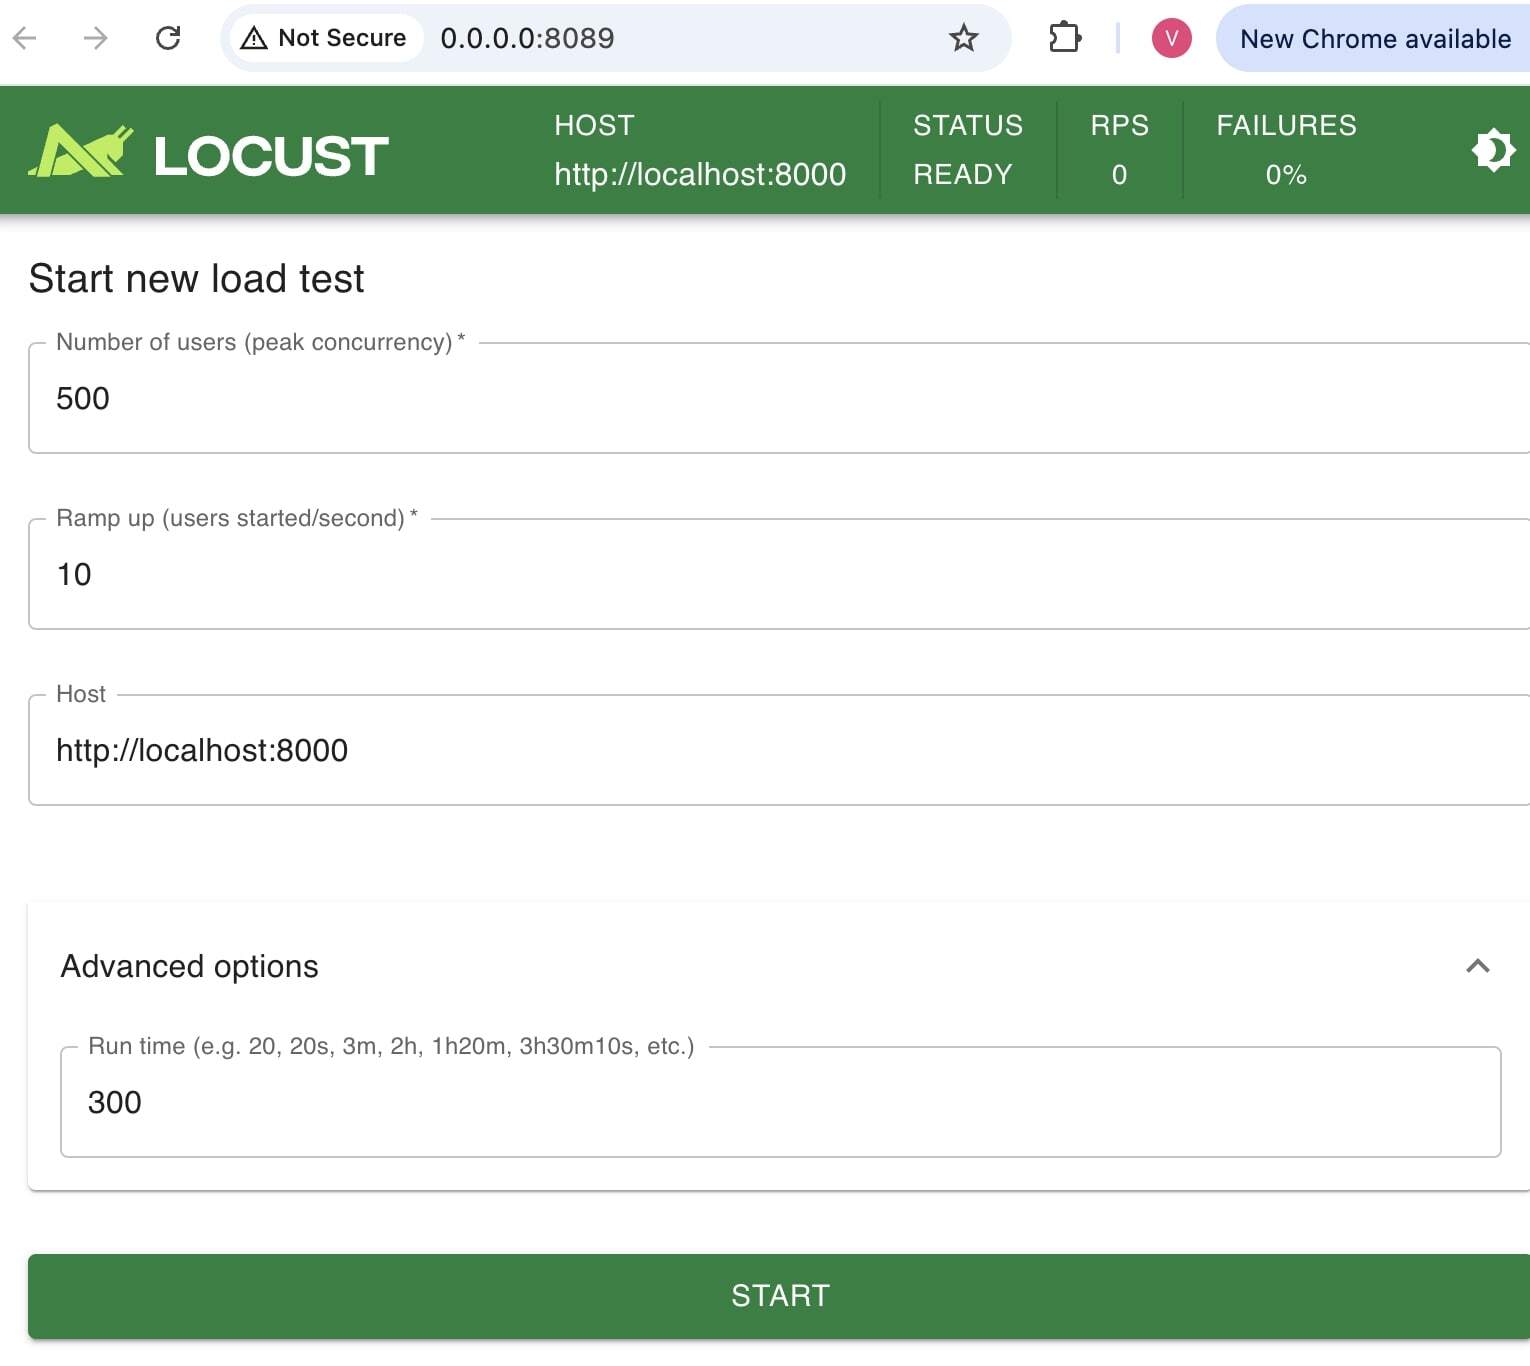 Not Secure 0.0.0.0:8089 V New Chrome available
LOCUST
HOST STATUS RPS FAILURES
http://localhost:8000 READY 0 0%
Start new load test
Number of users (peak concurrency) *
500
Ramp up (users started/second) *
10
Host
http://localhost:8000
Advanced options
Run time (e.g. 20, 20s, 3m, 2h, 1h20m, 3h30m10s, etc.)
300
START